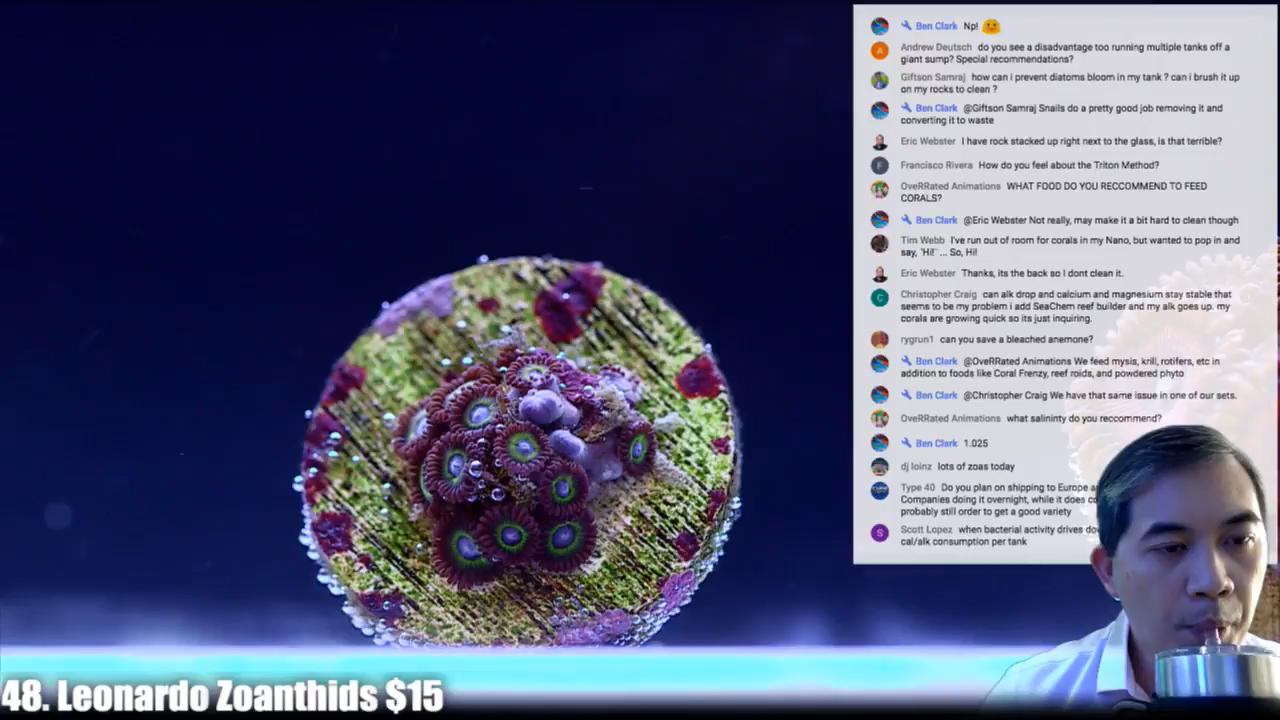 Ben Clark Np!
Andrew Deutsch do you see a disadvantage too running multiple tanks off a
giant sump? Special recommendations?
Giftson Samraj how can i prevent diatoms bloom in my tank ? can i brush it up
on my rocks to clean ?
Ben Clark @Giftson Samraj Snails do a pretty good job removing it and
converting it to waste
Eric Webster I have rock stacked up right next to the glass, is that terrible?
Francisco Rivera How do you feel about the Triton Method?
OveRRated Animations WHAT FOOD DO YOU RECCOMMEND TO FEED
CORALS?
Ben Clark @Eric Webster Not really, may make it a bit hard to clean though
Tim Webb I've run out of room for corals in my Nano, but wanted to pop in and
say, 'Hi!' ... So, Hi!
Eric Webster Thanks, its the back so I dont clean it.
Christopher Craig can alk drop and calcium and magnesium stay stable that
seems to be my problem i add SeaChem reef builder and my alk goes up. my
corals are growing quick so its just inquiring.
rygrun1 can you save a bleached anemone?
Ben Clark @OveRRated Animations We feed mysis, krill, rotifers, etc in
addition to foods like Coral Frenzy, reef roids, and powdered phyto
Ben Clark @Christopher Craig We have that same issue in one of our sets.
OveRRated Animations what salininty do you reccommend?
Ben Clark 1.025
dj loinz lots of zoas today
Type 40 Do you plan on shipping to Europe
Companies doing it overnight, while it does
probably still order to get a good variety
Scott Lopez when bacterial activity drives
cal/alk consumption per tank
48. Leonardo Zoanthids $15